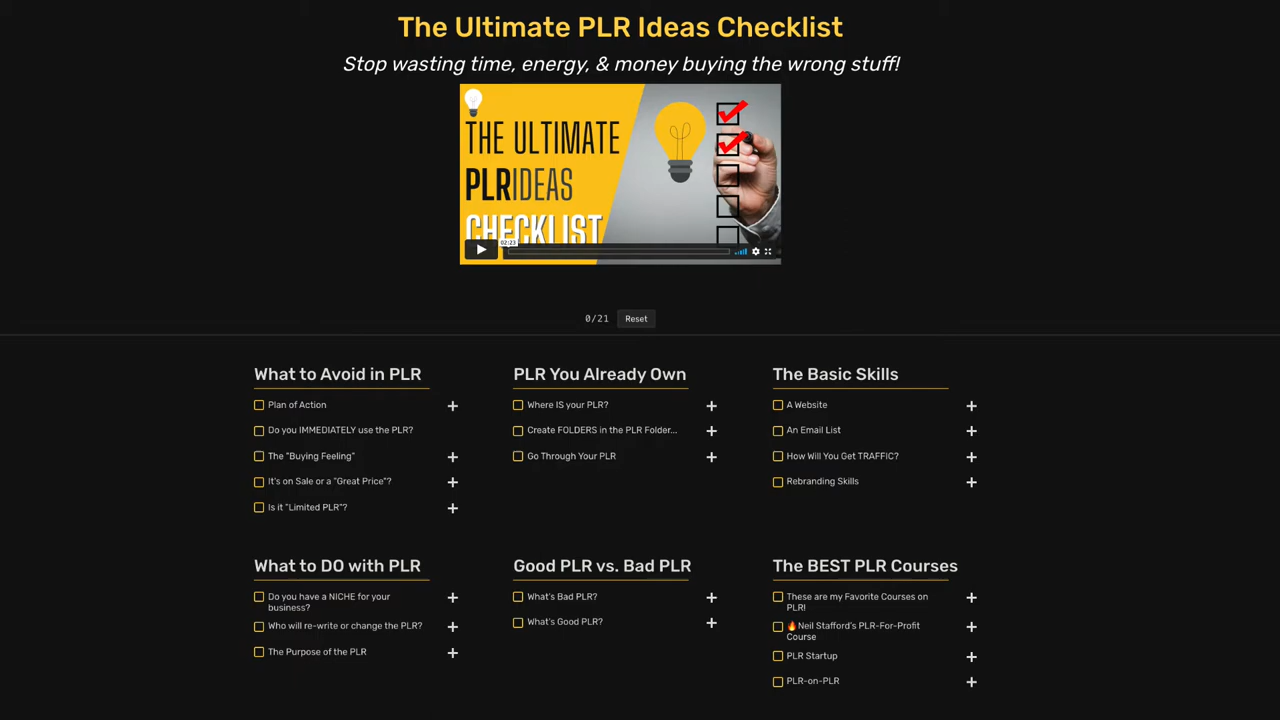 The Ultimate PLR Ideas Checklist
Stop wasting time, energy, & money buying the wrong stuff!
THE ULTIMATE
PLRIDEAS
CHECKLIST
02:23
0/21 Reset
What to Avoid in PLR
Plan of Action
Do you IMMEDIATELY use the PLR?
The "Buying Feeling"
It's on Sale or a "Great Price"?
Is it "Limited PLR"?
PLR You Already Own
Where IS your PLR?
Create FOLDERS in the PLR Folder...
Go Through Your PLR
The Basic Skills
A Website
An Email List
How Will You Get TRAFFIC?
Rebranding Skills
What to DO with PLR
Do you have a NICHE for your
business?
Who will re-write or change the PLR?
The Purpose of the PLR
Good PLR vs. Bad PLR
What's Bad PLR?
What's Good PLR?
The BEST PLR Courses
These are my Favorite Courses on
PLR!
🔥Neil Stafford's PLR-For-Profit
Course
PLR Startup
PLR-on-PLR